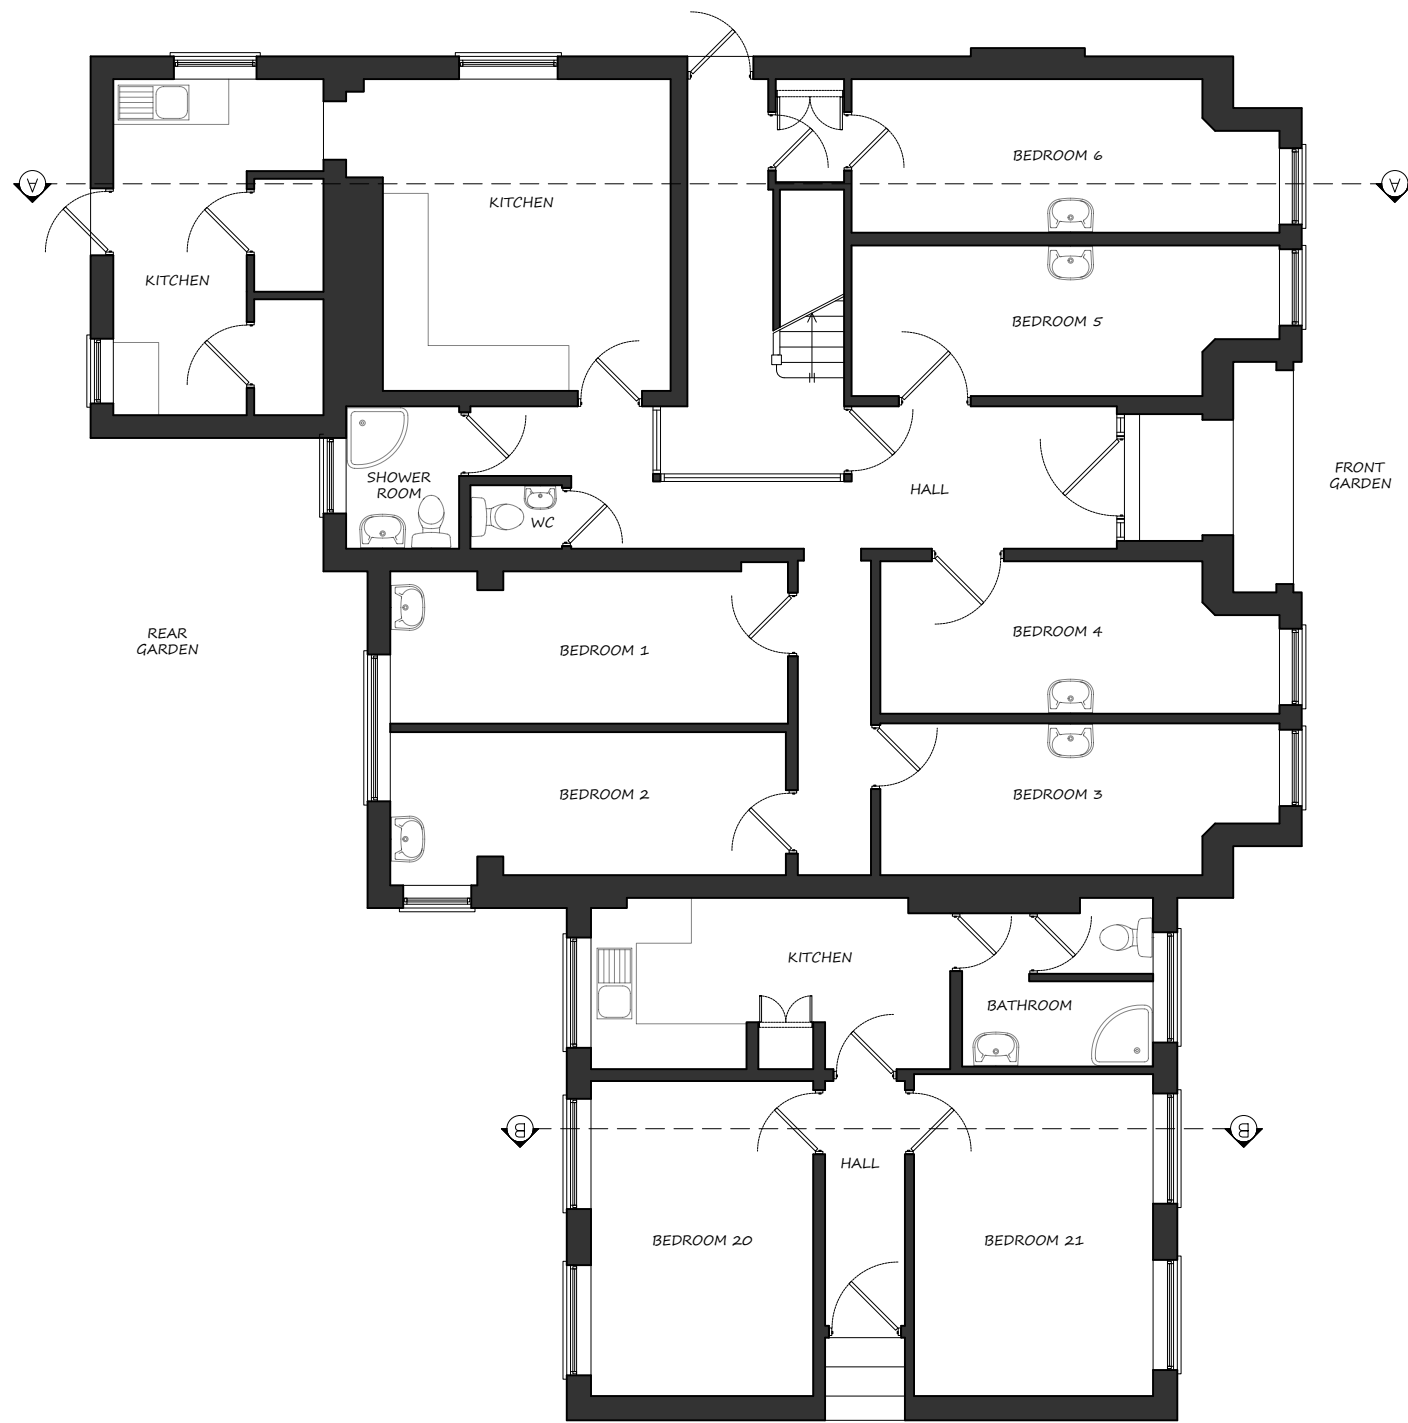 BEDROOM 6
A
A
KITCHEN
KITCHEN
BEDROOM 5
SHOWER
ROOM
WC
HALL
FRONT
GARDEN
REAR
GARDEN
BEDROOM 1
BEDROOM 4
BEDROOM 2
BEDROOM 3
KITCHEN
BATHROOM
B
B
HALL
BEDROOM 20
BEDROOM 21